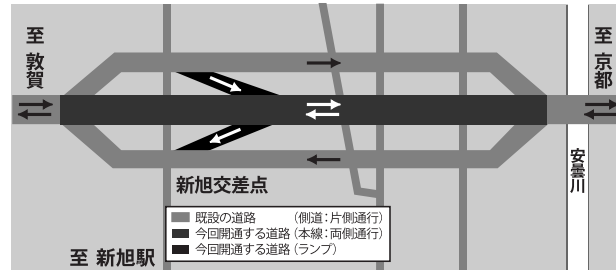 至 敦賀
至 京都
安曇川
新旭交差点
既設の道路 （側道：片側通行）
今回開通する道路（本線：両側通行）
今回開通する道路（ランプ）
至 新旭駅